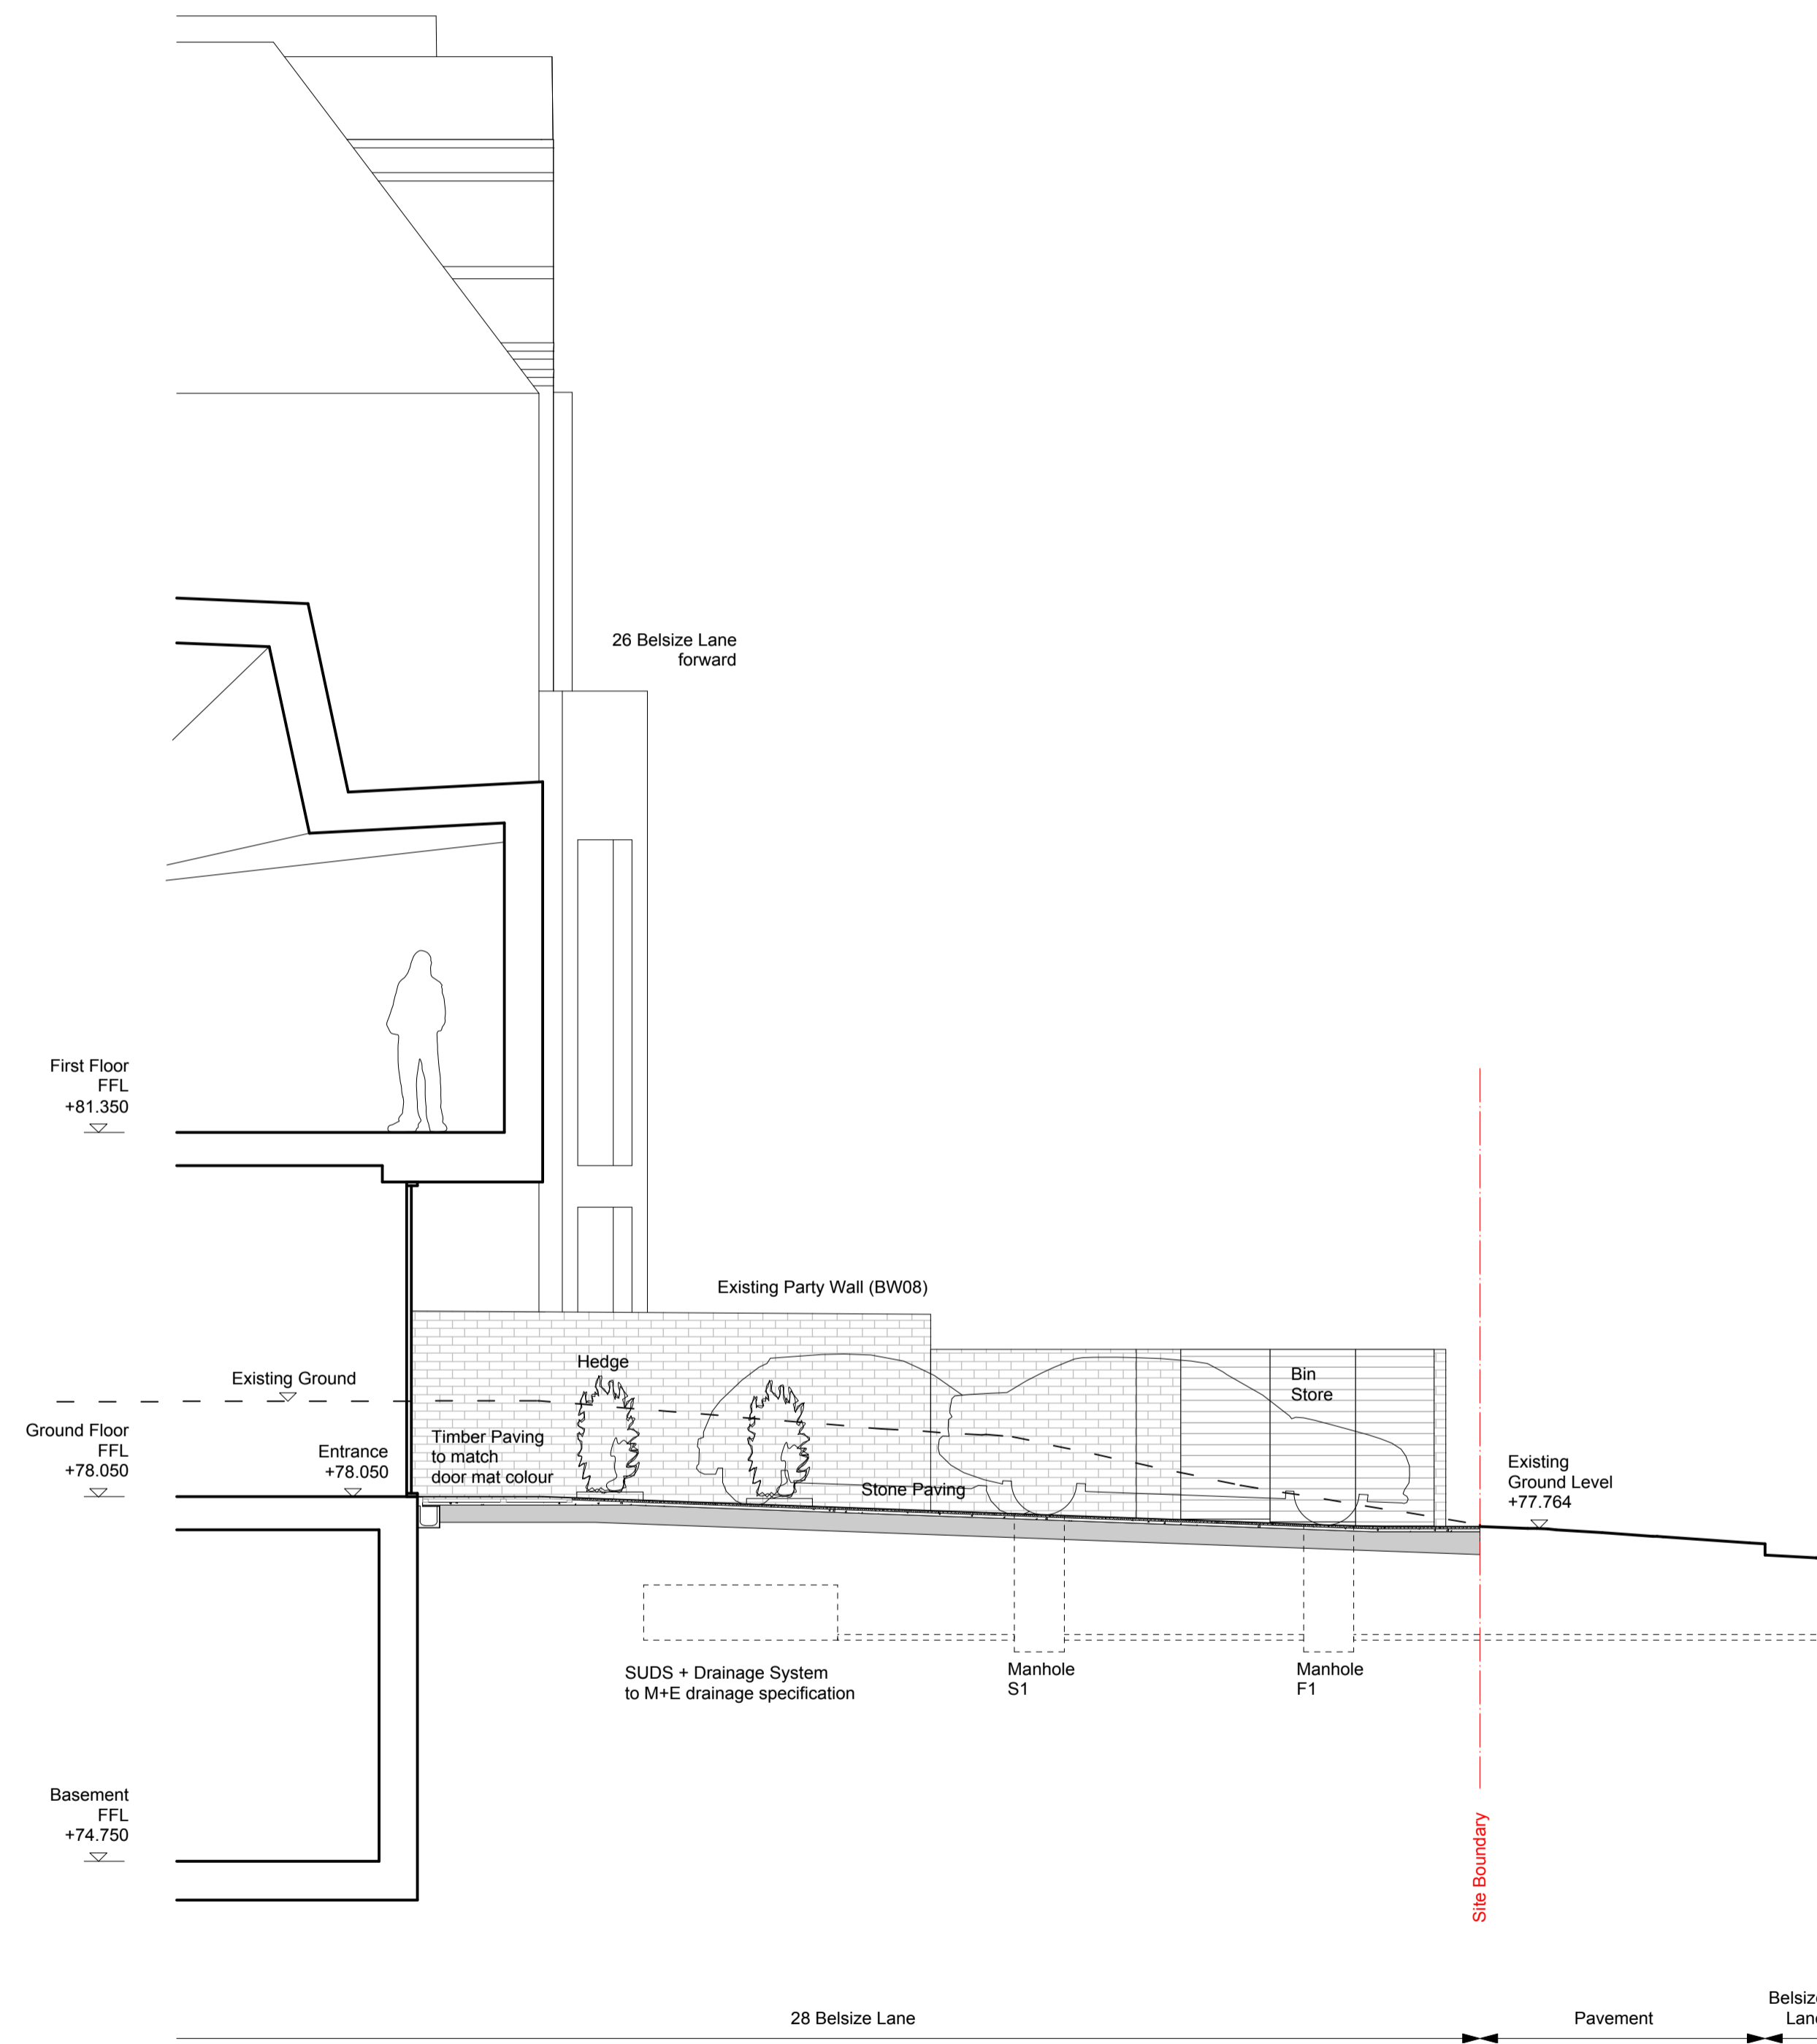 26 Belsize Lane
forward
First Floor
FFL
+81.350
Existing Party Wall (BW08)
Hedge
Bin
Store
Existing Ground
Ground Floor
FFL
+78.050
Entrance
+78.050
Timber Paving
to match
door mat colour
Stone Paving
Existing
Ground Level
+77.764
SUDS + Drainage System
to M+E drainage specification
Manhole
S1
Manhole
F1
Basement
FFL
+74.750
Site Boundary
28 Belsize Lane
Pavement
Belsize
Lane